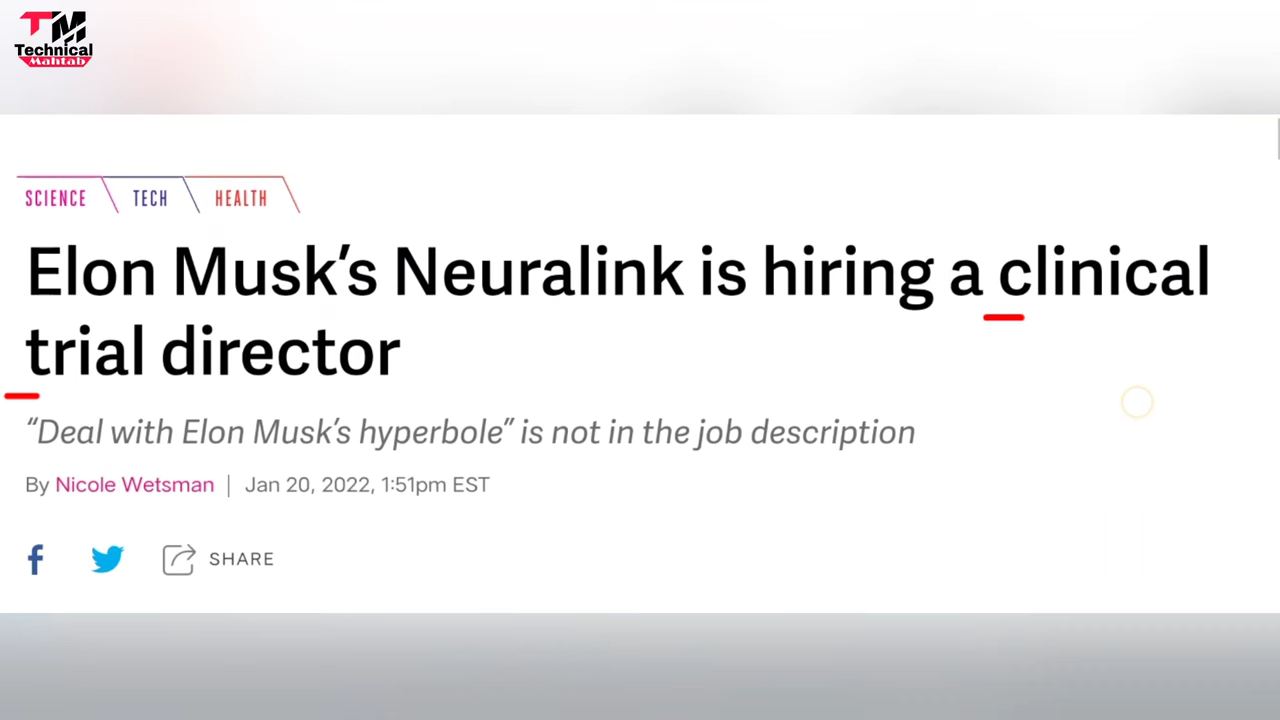 TM
Technical
Mahtab
SCIENCE TECH HEALTH
Elon Musk’s Neuralink is hiring a clinical
trial director
“Deal with Elon Musk’s hyperbole” is not in the job description
By Nicole Wetsman | Jan 20, 2022, 1:51pm EST
f SHARE